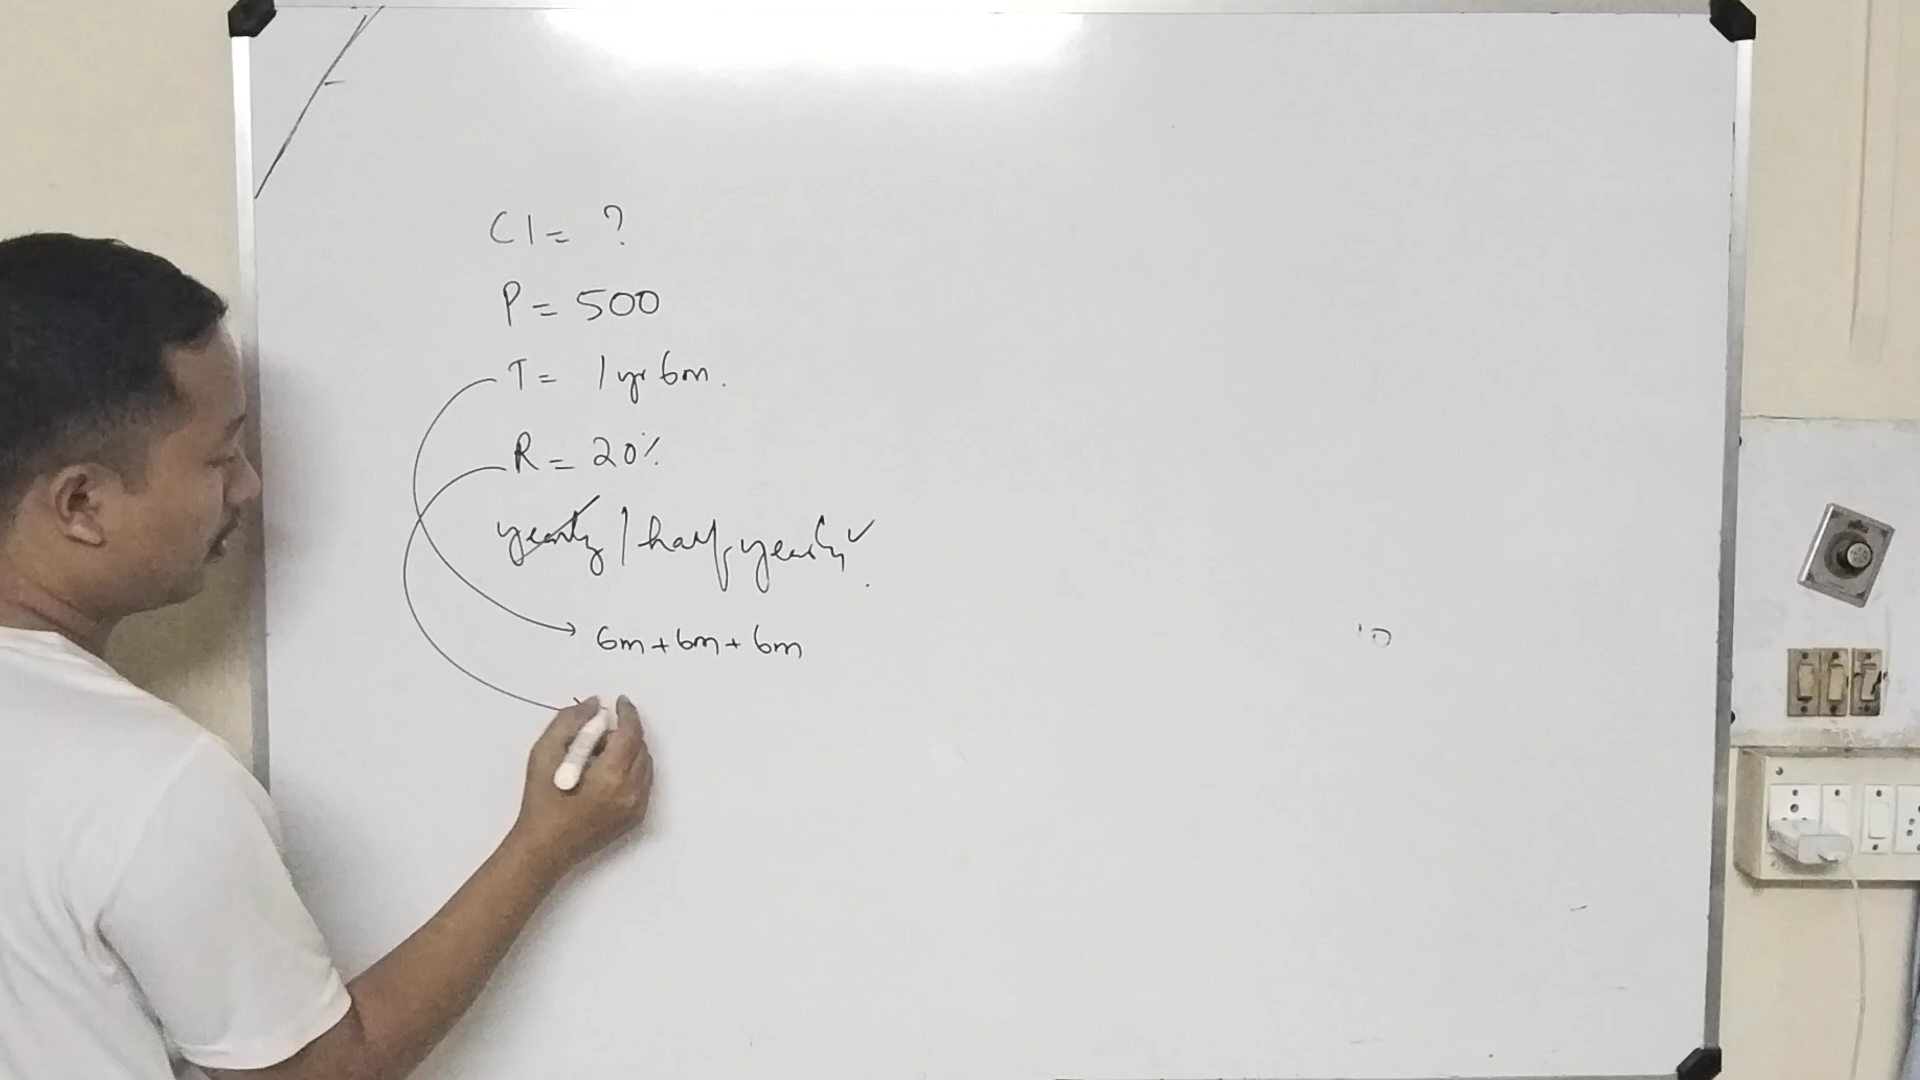 CI = ?
P = 500
T = 1 yr 6m.
R = 20%
yearly / half yearly ✓
6m + 6m + 6m